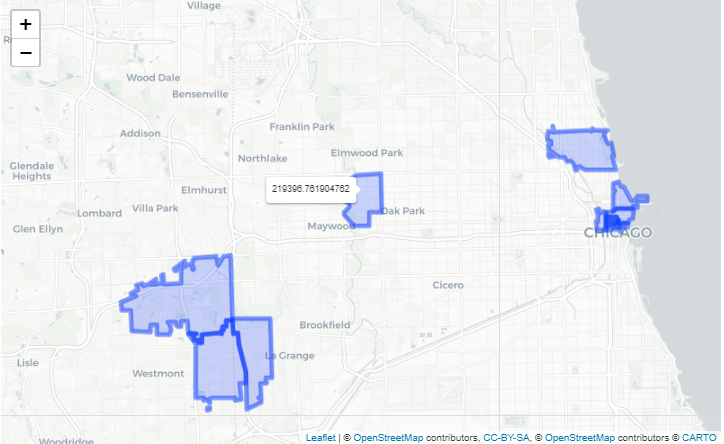 Village
+
−
Wood Dale
Bensenville
Franklin Park
Addison
Elmwood Park
Northlake
Glendale
Heights
Elmhurst
219396.761904762
Lombard
Villa Park
Oak Park
Maywood
Glen Ellyn
CHICAGO
Cicero
Brookfield
La Grange
Lisle
Westmont
Woodridge
Leaflet | © OpenStreetMap contributors, CC-BY-SA, © OpenStreetMap contributors © CARTO